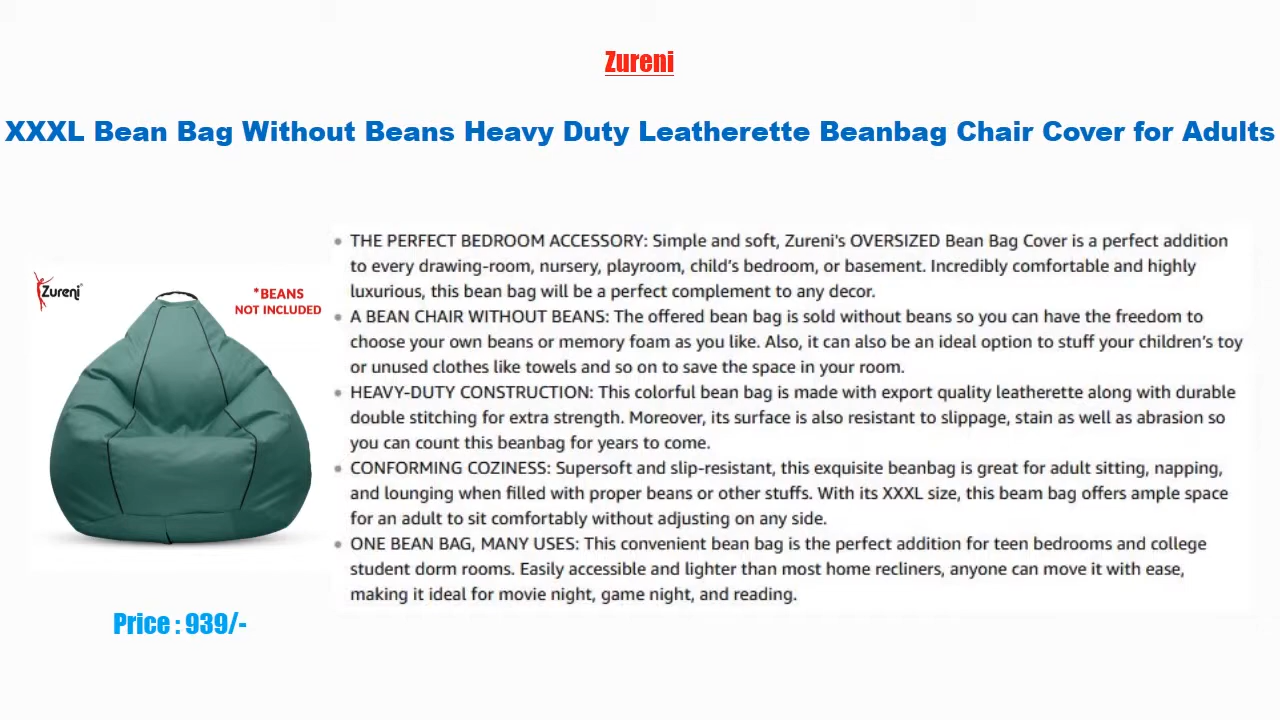 Zureni
XXXL Bean Bag Without Beans Heavy Duty Leatherette Beanbag Chair Cover for Adults
Zureni
*BEANS
NOT INCLUDED
• THE PERFECT BEDROOM ACCESSORY: Simple and soft, Zureni's OVERSIZED Bean Bag Cover is a perfect addition
to every drawing-room, nursery, playroom, child's bedroom, or basement. Incredibly comfortable and highly
luxurious, this bean bag will be a perfect complement to any decor.
• A BEAN CHAIR WITHOUT BEANS: The offered bean bag is sold without beans so you can have the freedom to
choose your own beans or memory foam as you like. Also, it can also be an ideal option to stuff your children's toy
or unused clothes like towels and so on to save the space in your room.
• HEAVY-DUTY CONSTRUCTION: This colorful bean bag is made with export quality leatherette along with durable
double stitching for extra strength. Moreover, its surface is also resistant to slippage, stain as well as abrasion so
you can count this beanbag for years to come.
• CONFORMING COZINESS: Supersoft and slip-resistant, this exquisite beanbag is great for adult sitting, napping,
and lounging when filled with proper beans or other stuffs. With its XXXL size, this beam bag offers ample space
for an adult to sit comfortably without adjusting on any side.
• ONE BEAN BAG, MANY USES: This convenient bean bag is the perfect addition for teen bedrooms and college
student dorm rooms. Easily accessible and lighter than most home recliners, anyone can move it with ease,
making it ideal for movie night, game night, and reading.
Price : 939/-